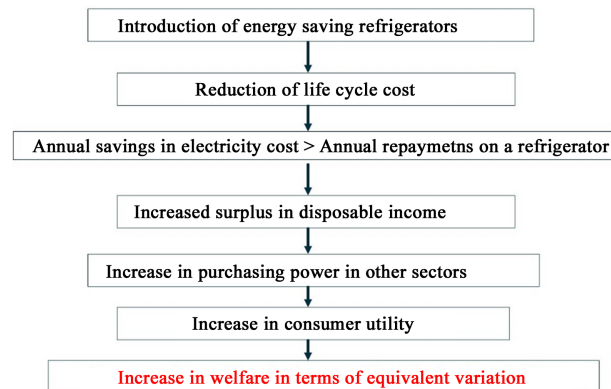 Introduction of energy saving refrigerators
Reduction of life cycle cost
Annual savings in electricity cost > Annual repaymetns on a refrigerator
Increased surplus in disposable income
Increase in purchasing power in other sectors
Increase in consumer utility
Increase in welfare in terms of equivalent variation